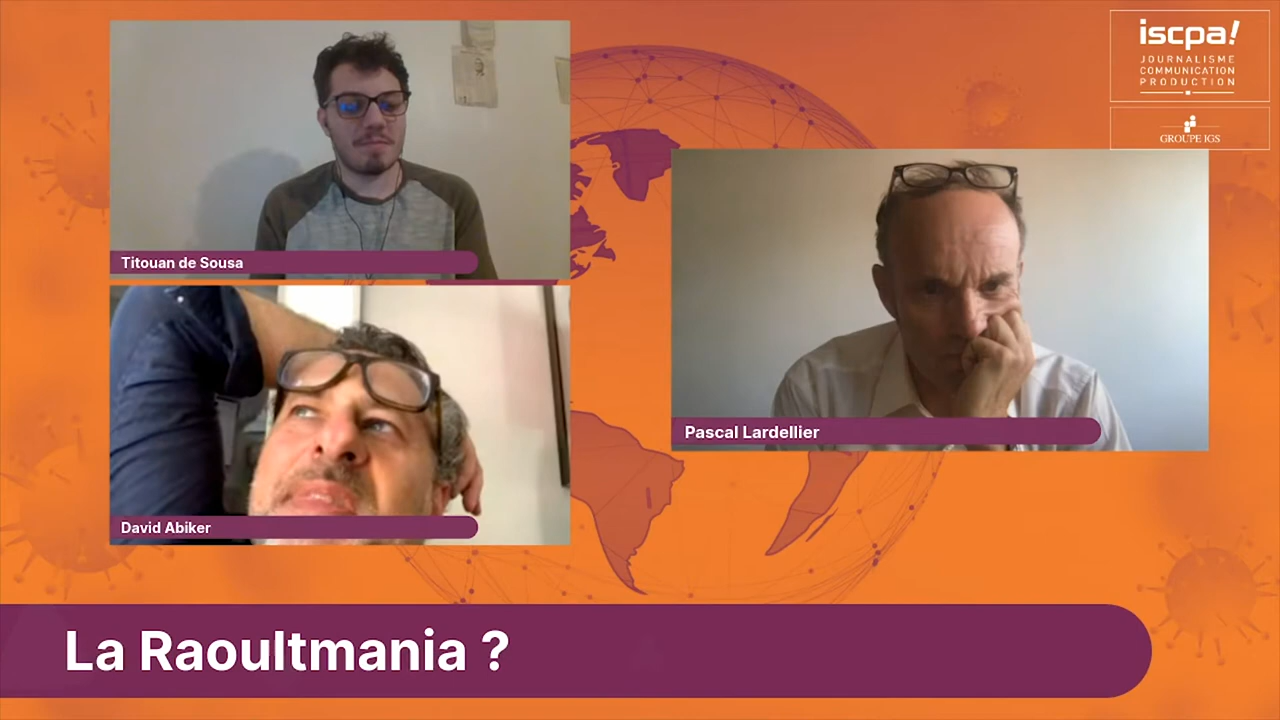 iscpa!
JOURNALISME
COMMUNICATION
PRODUCTION
GROUPE IGS
Titouan de Sousa
Pascal Lardellier
David Abiker
La Raoultmania ?